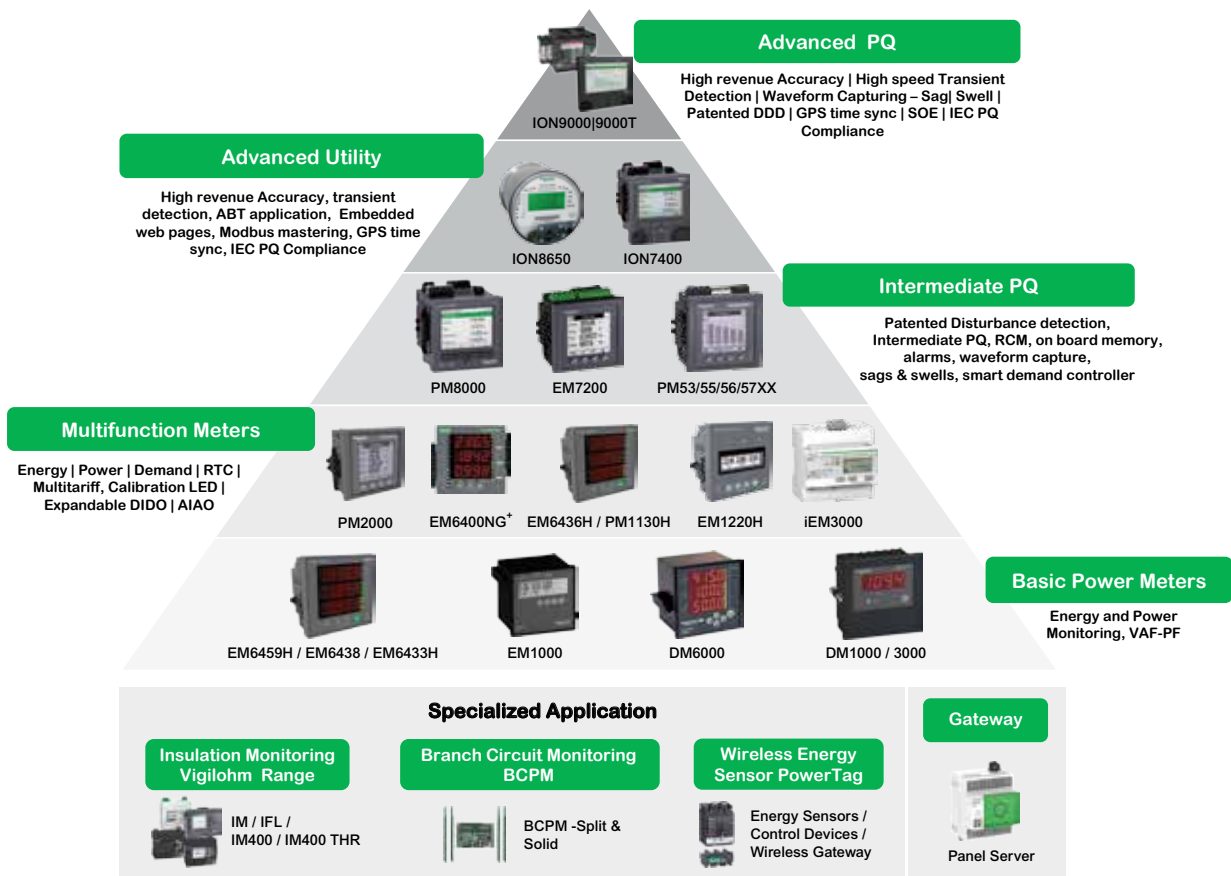 Advanced  PQ
High revenue Accuracy | High speed Transient
Detection | Waveform Capturing – Sag| Swell |
Patented DDD | GPS time sync | SOE | IEC PQ
Compliance
ION9000|9000T
Advanced Utility
High revenue Accuracy, transient
detection, ABT application,  Embedded
web pages, Modbus mastering, GPS time
sync, IEC PQ Compliance
ION8650
ION7400
Intermediate PQ
Patented Disturbance detection,
Intermediate PQ, RCM, on board memory,
alarms, waveform capture,
sags & swells, smart demand controller
PM8000
EM7200
PM53/55/56/57XX
Multifunction Meters
Energy | Power | Demand | RTC |
Multitariff, Calibration LED |
Expandable DIDO | AIAO
PM2000
EM6400NG+
EM6436H / PM1130H
EM1220H
iEM3000
Basic Power Meters
Energy and Power
Monitoring, VAF-PF
EM6459H / EM6438 / EM6433H
EM1000
DM6000
DM1000 / 3000
Specialized Application
Insulation Monitoring
Vigilohm  Range
IM / IFL /
IM400 / IM400 THR
Branch Circuit Monitoring
BCPM
BCPM -Split &
Solid
Wireless Energy
Sensor PowerTag
Energy Sensors /
Control Devices /
Wireless Gateway
Gateway
Panel Server